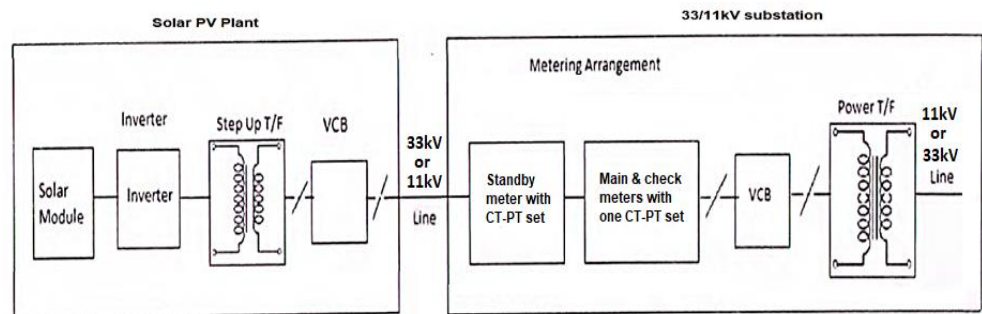 Solar PV Plant
33/11kV substation
Metering Arrangement
Inverter
Step Up T/F
VCB
Power T/F
Solar
Module
Inverter
33kV
or
11kV
Line
Standby
meter with
CT-PT set
Main & check
meters with
one CT-PT set
VCB
11kV
or
33kV
Line